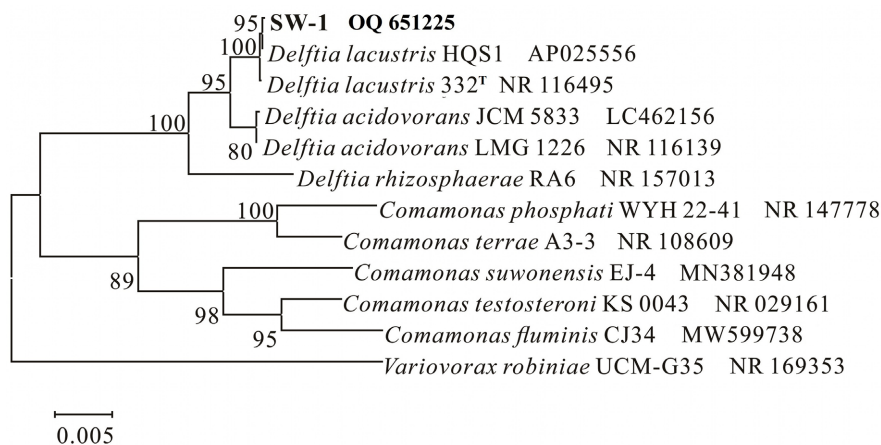 95 SW-1 OQ 651225
100 Delftia lacustris HQS1 AP025556
Delftia lacustris 332ᵀ NR 116495
95
Delftia acidovorans JCM 5833 LC462156
100
80 Delftia acidovorans LMG 1226 NR 116139
Delftia rhizosphaerae RA6 NR 157013
100 Comamonas phosphati WYH 22-41 NR 147778
Comamonas terrae A3-3 NR 108609
89
Comamonas suwonensis EJ-4 MN381948
98
Comamonas testosteroni KS 0043 NR 029161
95
Comamonas fluminis CJ34 MW599738
Variovorax robiniae UCM-G35 NR 169353
0.005